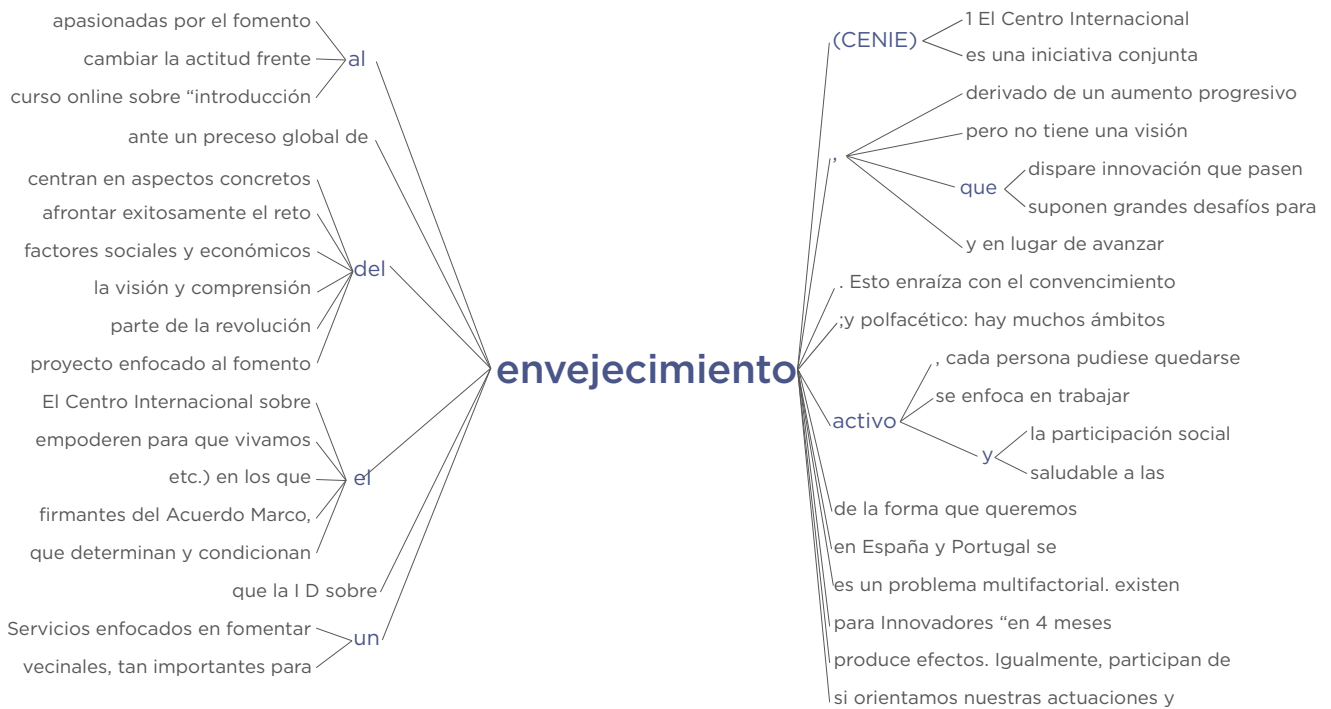 apasionadas por el fomento
cambiar la actitud frente
curso online sobre “introducción
al
ante un preceso global de
centran en aspectos concretos
afrontar exitosamente el reto
factores sociales y económicos
la visión y comprensión
parte de la revolución
proyecto enfocado al fomento
del
El Centro Internacional sobre
empoderen para que vivamos
etc.) en los que
firmantes del Acuerdo Marco,
que determinan y condicionan
el
que la I D sobre
Servicios enfocados en fomentar
vecinales, tan importantes para
un
envejecimiento
(CENIE)
1 El Centro Internacional
es una iniciativa conjunta
,
derivado de un aumento progresivo
pero no tiene una visión
que
dispare innovación que pasen
suponen grandes desafíos para
y en lugar de avanzar
. Esto enraíza con el convencimiento
;y polfacético: hay muchos ámbitos
activo
, cada persona pudiese quedarse
se enfoca en trabajar
y
la participación social
saludable a las
de la forma que queremos
en España y Portugal se
es un problema multifactorial. existen
para Innovadores “en 4 meses
produce efectos. Igualmente, participan de
si orientamos nuestras actuaciones y